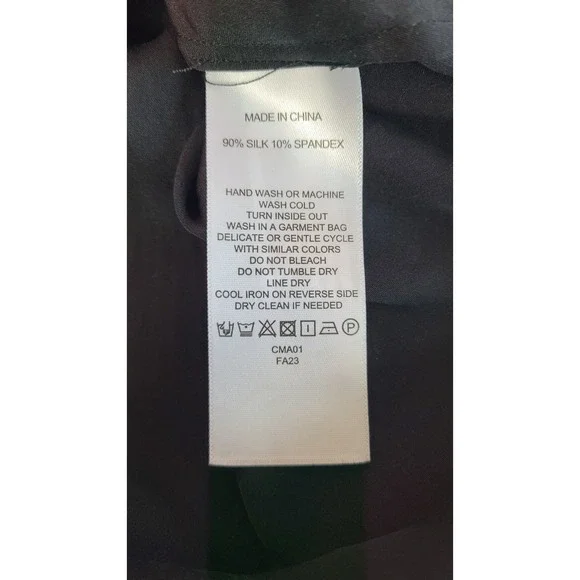 MADE IN CHINA
90% SILK 10% SPANDEX
HAND WASH OR MACHINE
WASH COLD
TURN INSIDE OUT
WASH IN A GARMENT BAG
DELICATE OR GENTLE CYCLE
WITH SIMILAR COLORS
DO NOT BLEACH
DO NOT TUMBLE DRY
LINE DRY
COOL IRON ON REVERSE SIDE
DRY CLEAN IF NEEDED
P
CMA01
FA23